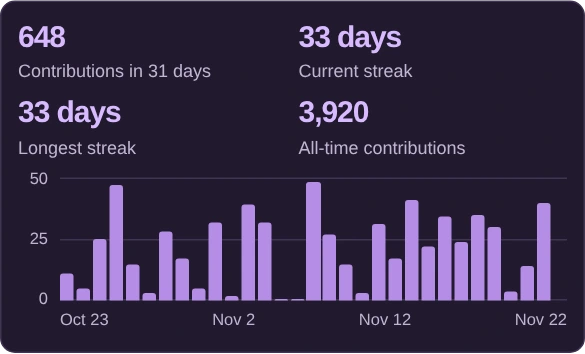 648
Contributions in 31 days
33 days
Current streak
33 days
Longest streak
3,920
All-time contributions
50
25
0
Oct 23
Nov 2
Nov 12
Nov 22